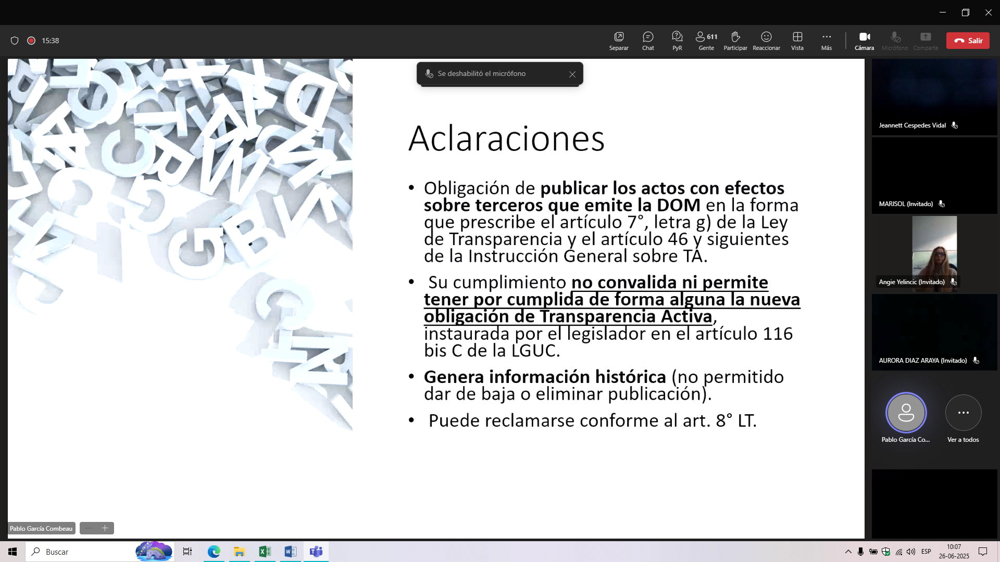 15:38
Separar
Chat
PyR
611
Gente
Participar
Reaccionar
Vista
Más
Cámara
Micrófono
Comparte
Salir
Se deshabilitó el micrófono
Aclaraciones
• Obligación de publicar los actos con efectos
sobre terceros que emite la DOM en la forma
que prescribe el artículo 7°, letra g) de la Ley
de Transparencia y el artículo 46 y siguientes
de la Instrucción General sobre TA.
• Su cumplimiento no convalida ni permite
tener por cumplida de forma alguna la nueva
obligación de Transparencia Activa,
instaurada por el legislador en el artículo 116
bis C de la LGUC.
• Genera información histórica (no permitido
dar de baja o eliminar publicación).
• Puede reclamarse conforme al art. 8° LT.
Jeannett Cespedes Vidal
MARISOL (Invitado)
Angie Yelincic (Invitado)
AURORA DIAZ ARAYA (Invitado)
Pablo García Co...
Ver a todos
Pablo García Combeau
Buscar
ESP
10:07
26-06-2025